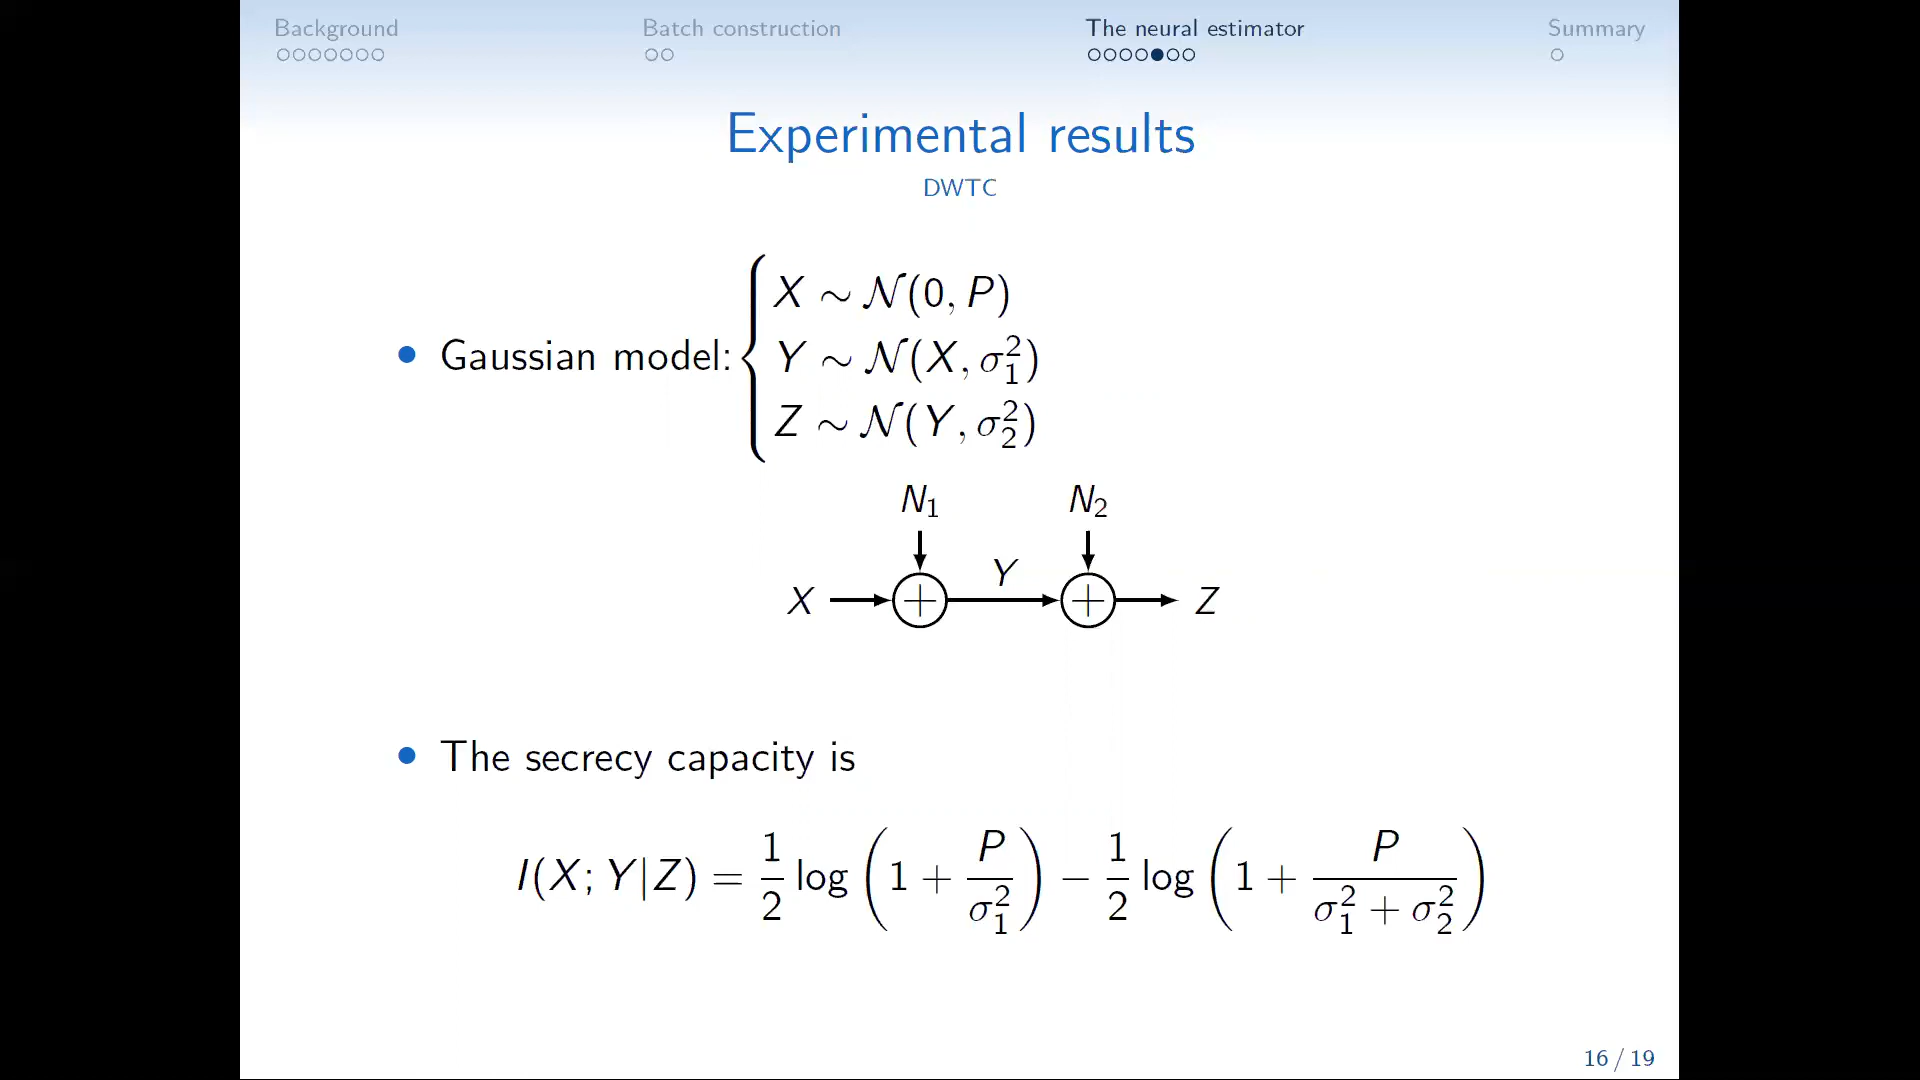 Background Batch construction The neural estimator Summary
Experimental results
DWTC
• Gaussian model: { X ∼ 𝒩(0, P)
Y ∼ 𝒩(X, σ₁²)
Z ∼ 𝒩(Y, σ₂²)
N₁ N₂
X + Y + Z
• The secrecy capacity is
I(X; Y|Z) = 1/2 log (1 + P/σ₁²) − 1/2 log (1 + P/(σ₁² + σ₂²))
16 / 19